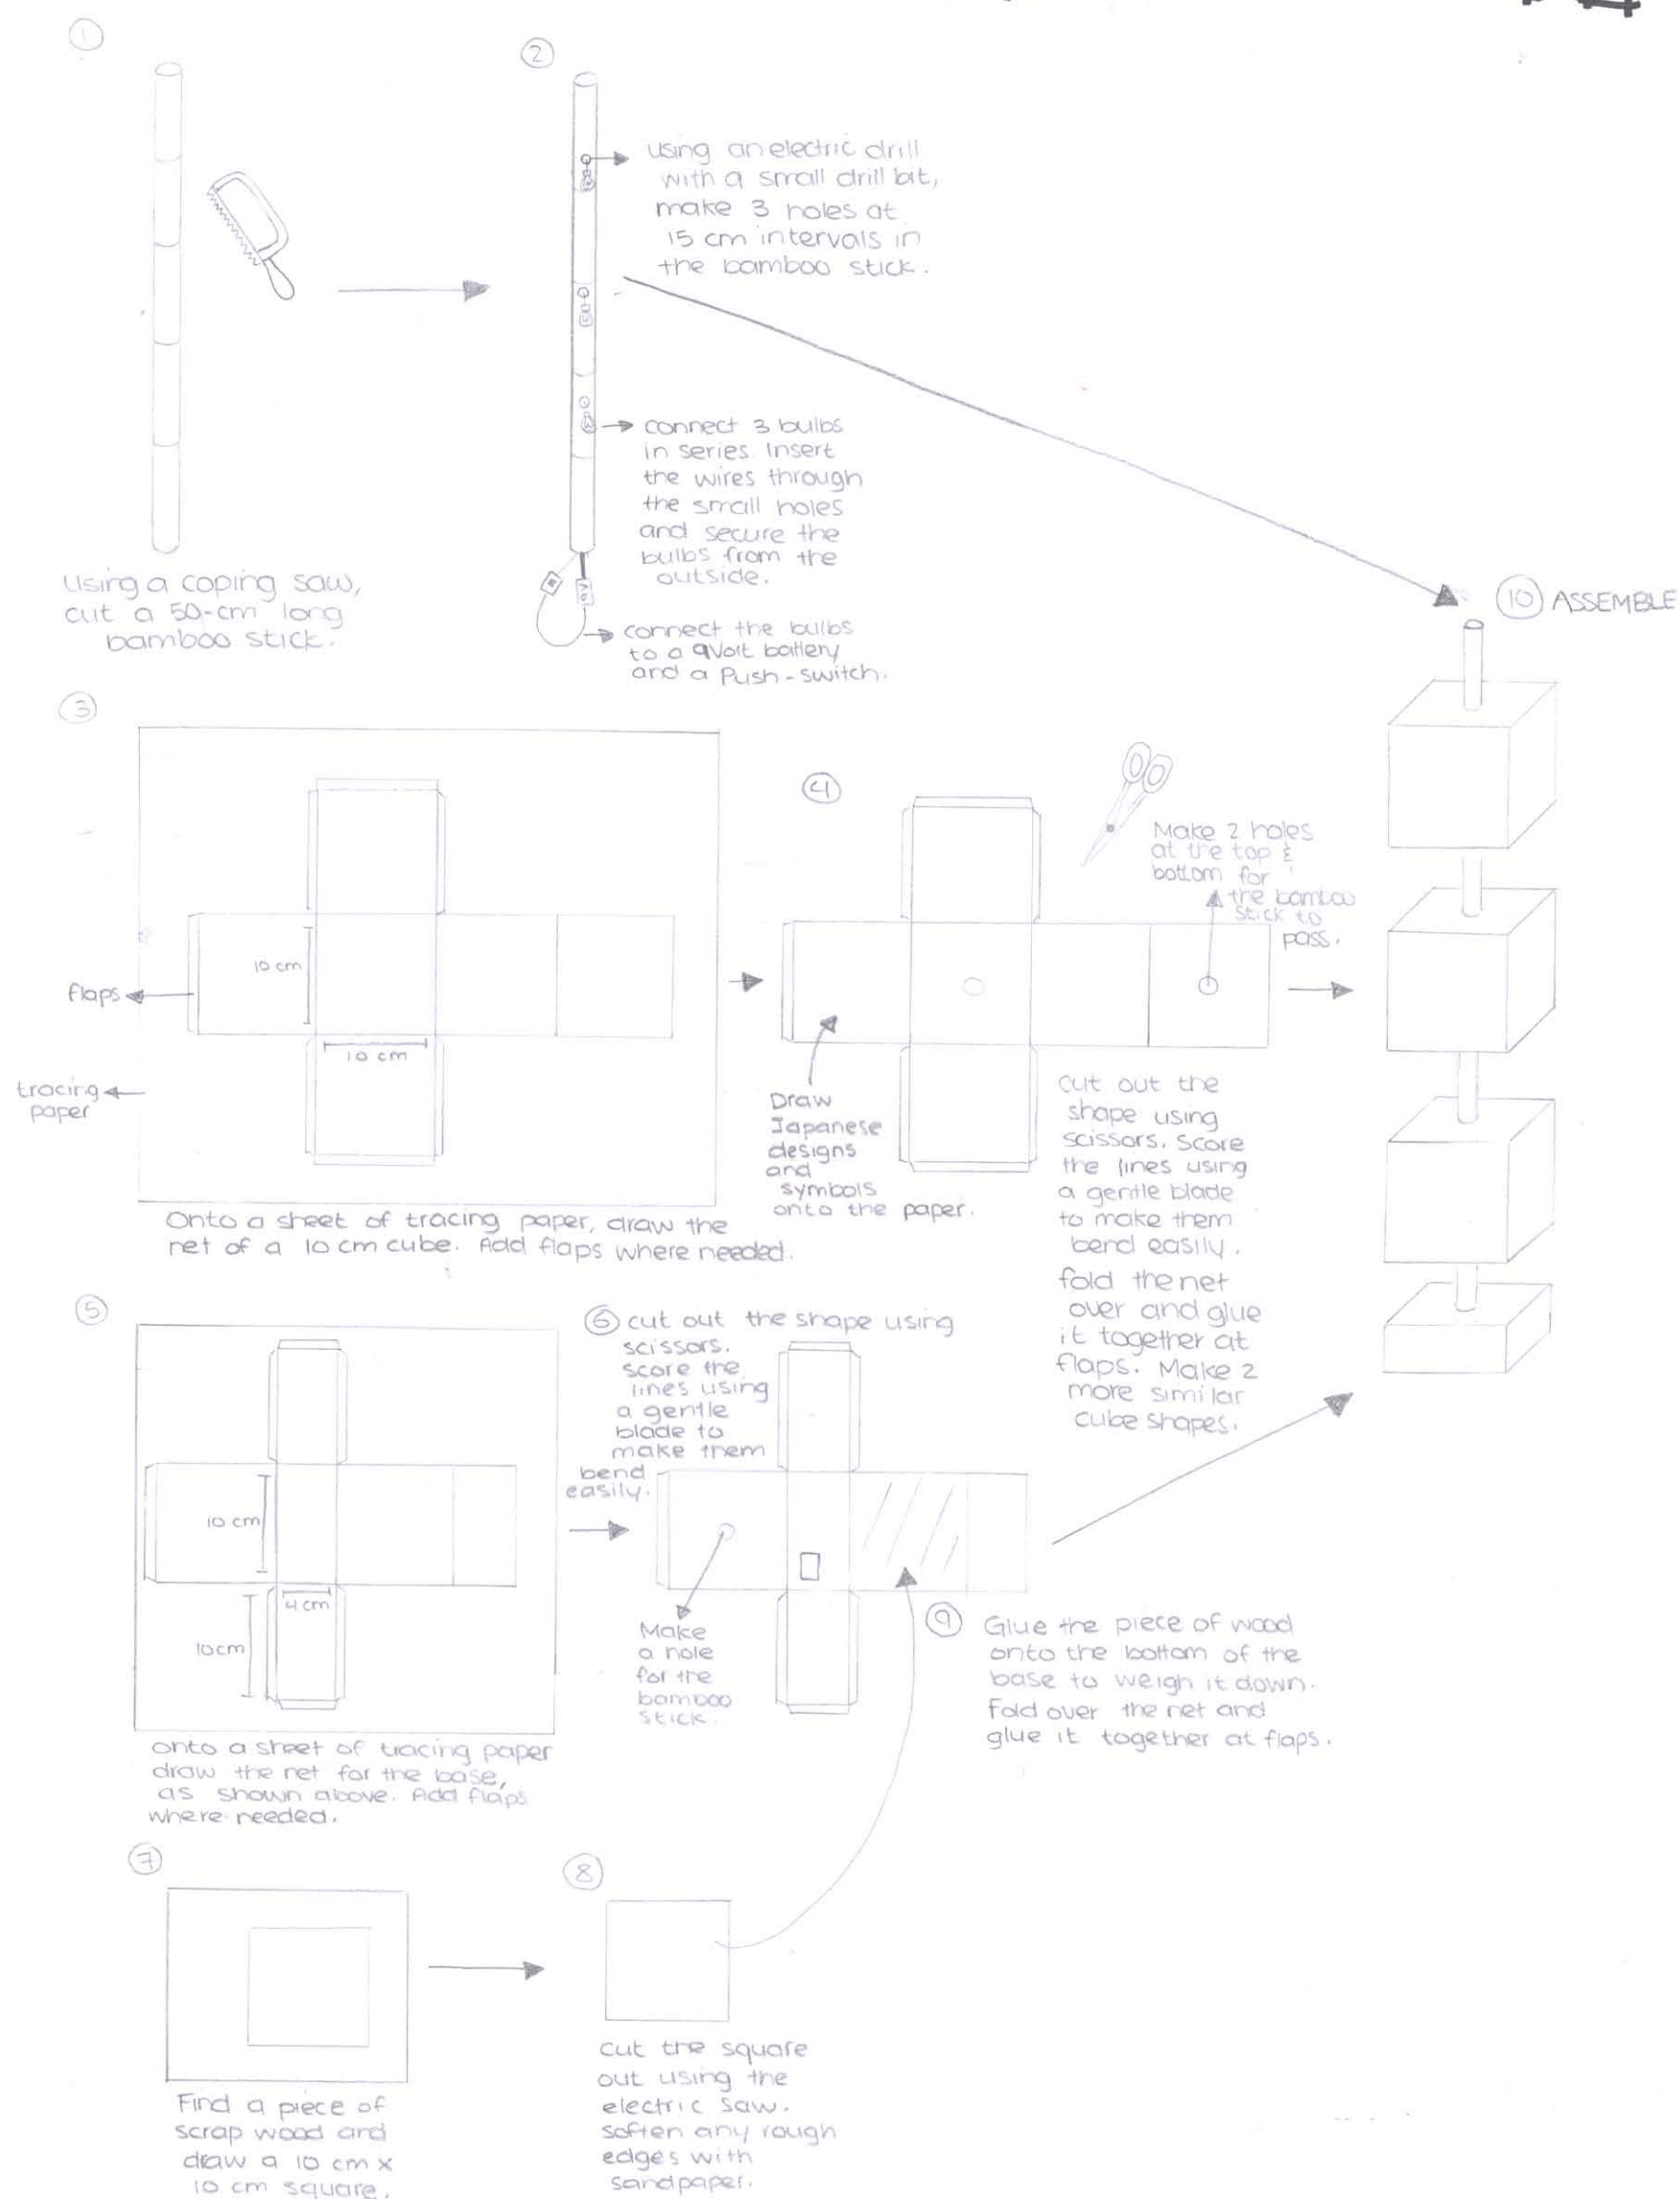 ①
Using a coping saw,
cut a 50-cm long
bamboo stick.
②
using an electric drill
with a small drill bit,
make 3 holes at
15 cm intervals in
the bamboo stick.
connect 3 bulbs
in series. Insert
the wires through
the small holes
and secure the
bulbs from the
outside.
9V
connect the bulbs
to a 9Volt battery
and a Push-switch.
③
10 cm
flaps
10 cm
tracing
paper
Onto a sheet of tracing paper, draw the
net of a 10 cm cube. Add flaps where needed.
④
Make 2 holes
at the top &
bottom for
the bamboo
stick to
pass.
Draw
Japanese
designs
and
symbols
onto the paper.
cut out the
shape using
scissors. Score
the lines using
a gentle blade
to make them
bend easily.
fold the net
over and glue
it together at
flaps. Make 2
more similar
cube shapes.
⑤
10 cm
4 cm
10cm
onto a sheet of tracing paper
draw the net for the base,
as shown above. Add flaps
where needed.
⑥ cut out the shape using
scissors.
score the
lines using
a gentle
blade to
make them
bend
easily.
Make
a hole
for the
bamboo
stick.
⑦
Find a piece of
scrap wood and
draw a 10 cm x
10 cm square.
⑧
cut the square
out using the
electric saw.
soften any rough
edges with
sandpaper.
⑨ Glue the piece of wood
onto the bottom of the
base to weigh it down.
Fold over the net and
glue it together at flaps.
⑩ ASSEMBLE